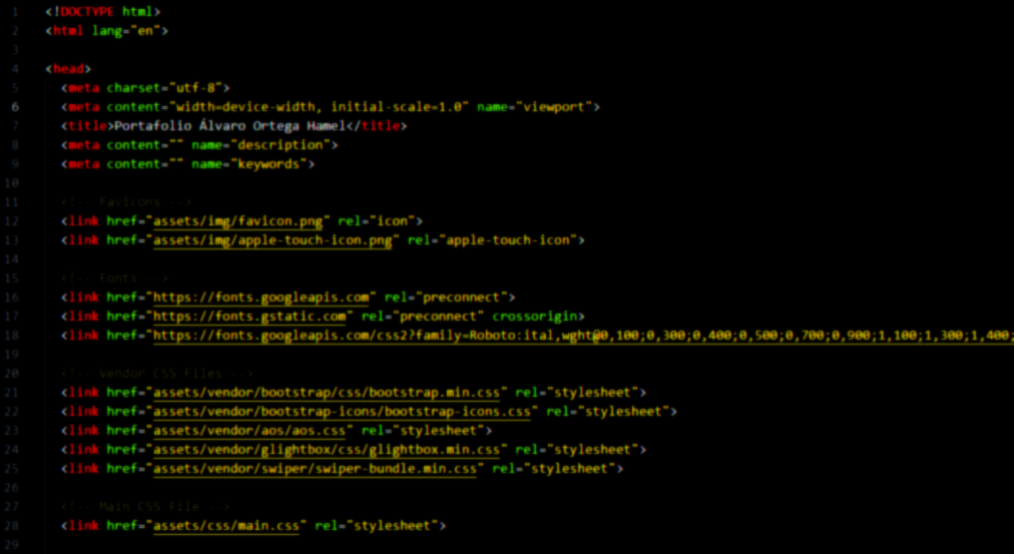 1 <!DOCTYPE html>
2 <html lang="en">
3
4 <head>
5 <meta charset="utf-8">
6 <meta content="width=device-width, initial-scale=1.0" name="viewport">
7 <title>Portafolio Álvaro Ortega Hamel</title>
8 <meta content="" name="description">
9 <meta content="" name="keywords">
10
11 <!-- Favicons -->
12 <link href="assets/img/favicon.png" rel="icon">
13 <link href="assets/img/apple-touch-icon.png" rel="apple-touch-icon">
14
15 <!-- Fonts -->
16 <link href="https://fonts.googleapis.com" rel="preconnect">
17 <link href="https://fonts.gstatic.com" rel="preconnect" crossorigin>
18 <link href="https://fonts.googleapis.com/css2?family=Roboto:ital,wght@0,100;0,300;0,400;0,500;0,700;0,900;1,100;1,300;1,400;
19
20 <!-- Vendor CSS Files -->
21 <link href="assets/vendor/bootstrap/css/bootstrap.min.css" rel="stylesheet">
22 <link href="assets/vendor/bootstrap-icons/bootstrap-icons.css" rel="stylesheet">
23 <link href="assets/vendor/aos/aos.css" rel="stylesheet">
24 <link href="assets/vendor/glightbox/css/glightbox.min.css" rel="stylesheet">
25 <link href="assets/vendor/swiper/swiper-bundle.min.css" rel="stylesheet">
26
27 <!-- Main CSS File -->
28 <link href="assets/css/main.css" rel="stylesheet">
29